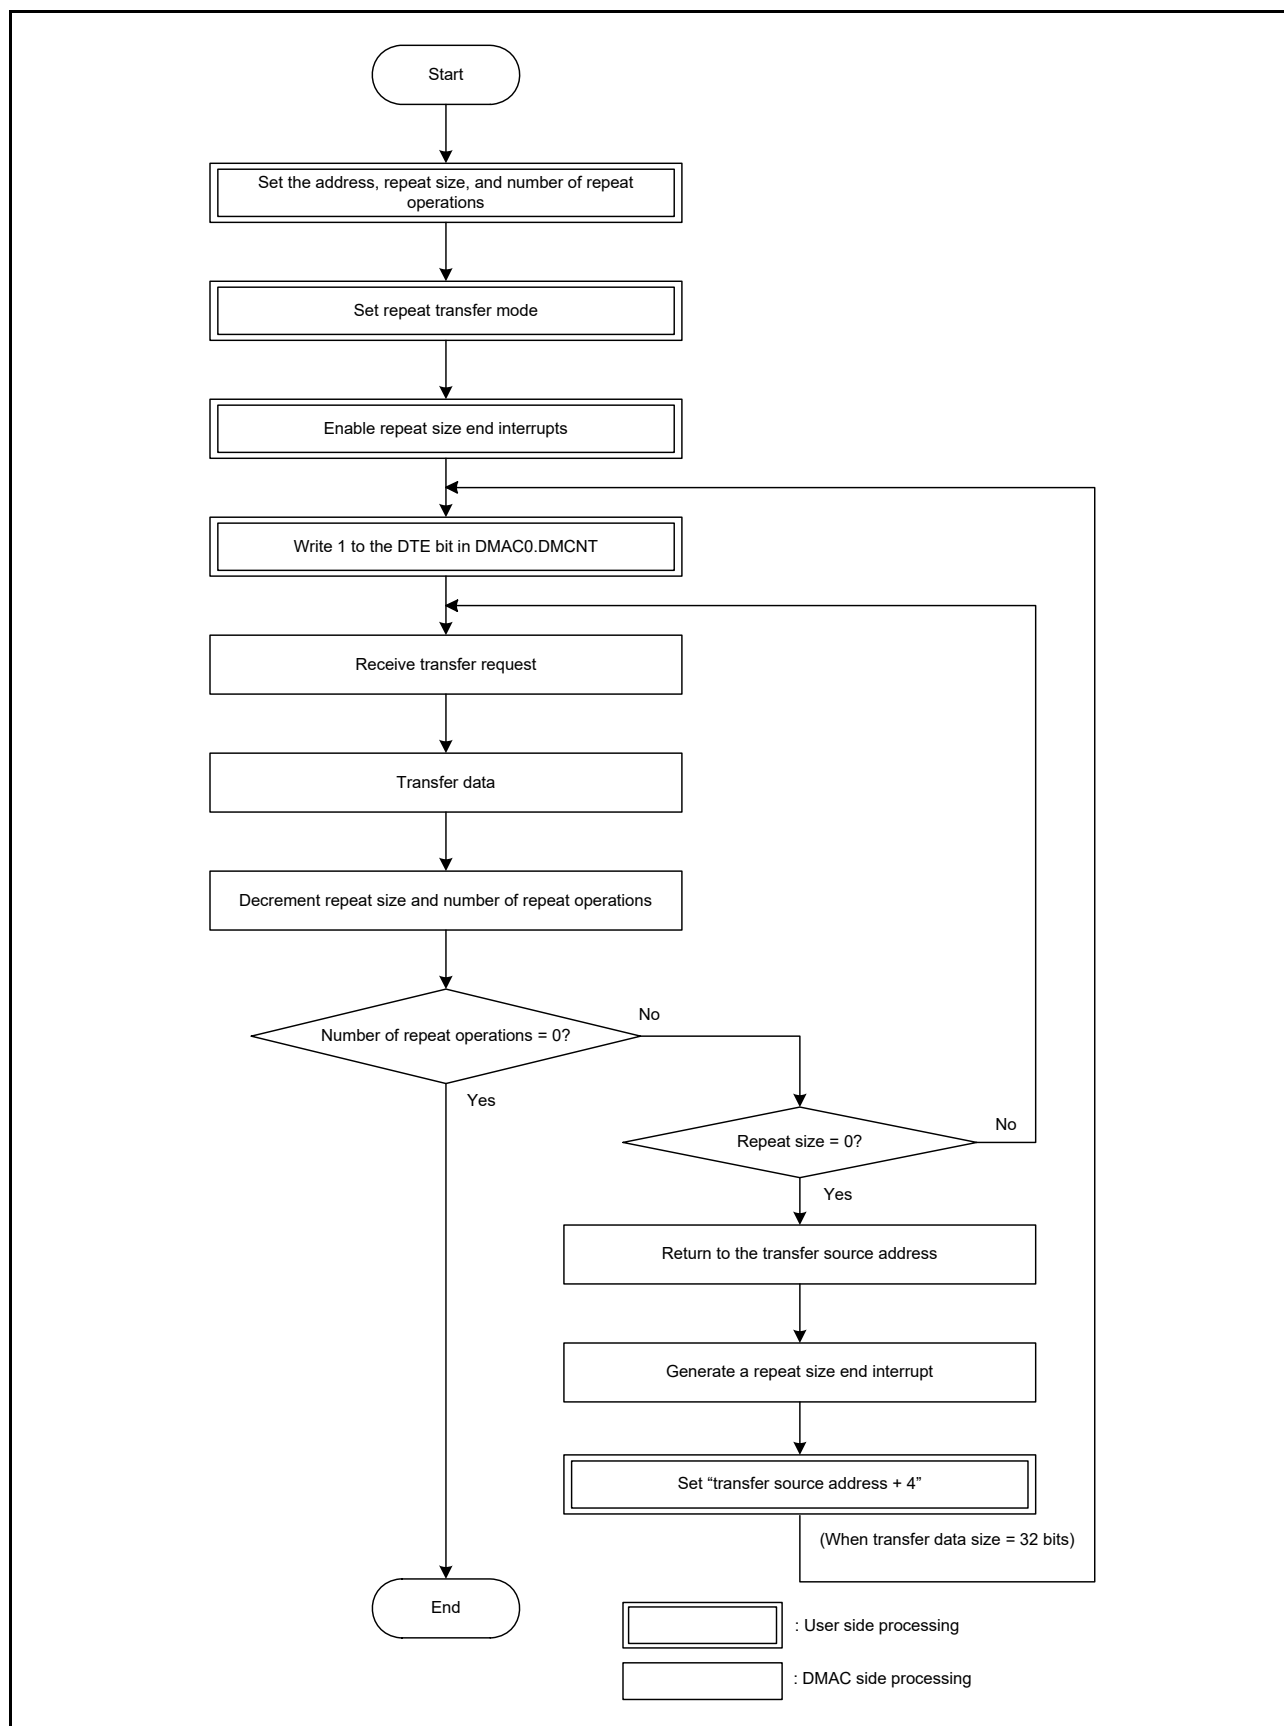 Start
Set the address, repeat size, and number of repeat
operations
Set repeat transfer mode
Enable repeat size end interrupts
Write 1 to the DTE bit in DMAC0.DMCNT
Receive transfer request
Transfer data
Decrement repeat size and number of repeat operations
Number of repeat operations = 0?
No
Yes
Repeat size = 0?
No
Yes
Return to the transfer source address
Generate a repeat size end interrupt
Set “transfer source address + 4”
(When transfer data size = 32 bits)
End
: User side processing
: DMAC side processing